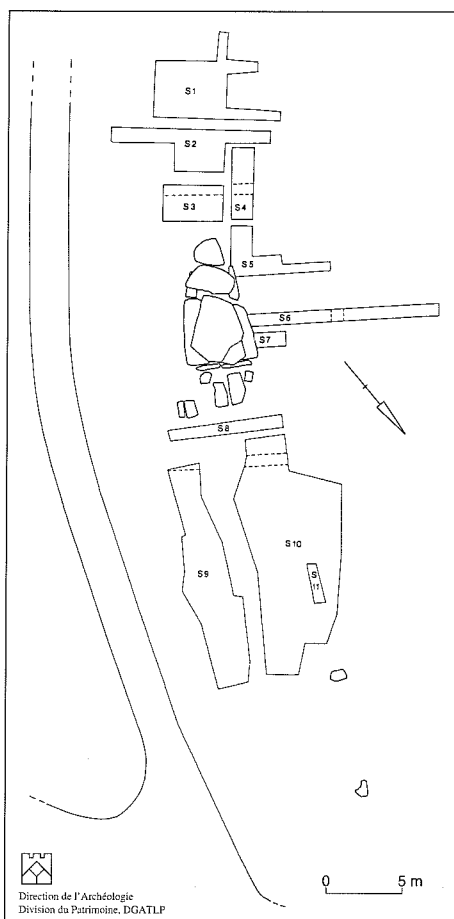 S1
S2
S3
S4
S5
S6
S7
S8
S10
S9
S
11
0 5 m
Direction de l'Archéologie
Division du Patrimoine, DGATLP